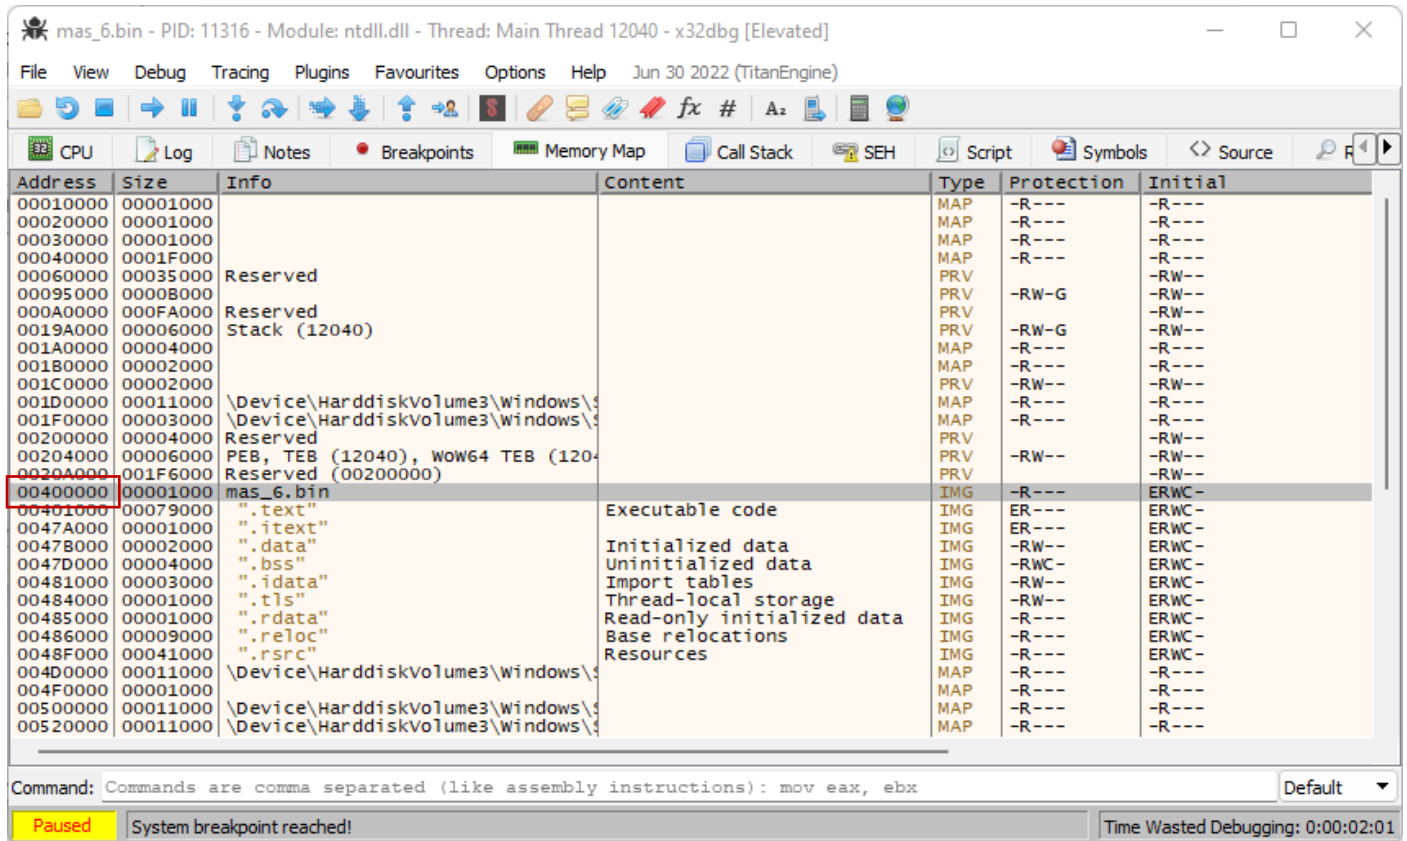 mas_6.bin - PID: 11316 - Module: ntdll.dll - Thread: Main Thread 12040 - x32dbg [Elevated]
File View Debug Tracing Plugins Favourites Options Help Jun 30 2022 (TitanEngine)
S fx # Az
32 CPU Log Notes Breakpoints Memory Map Call Stack SEH Script Symbols Source
Address Size Info Content Type Protection Initial
00010000 00001000 MAP -R--- -R---
00020000 00001000 MAP -R--- -R---
00030000 00001000 MAP -R--- -R---
00040000 0001F000 MAP -R--- -R---
00060000 00035000 Reserved PRV -RW--
00095000 0000B000 PRV -RW-G -RW--
000A0000 000FA000 Reserved PRV -RW--
0019A000 00006000 Stack (12040) PRV -RW-G -RW--
001A0000 00004000 MAP -R--- -R---
001B0000 00002000 MAP -R--- -R---
001C0000 00002000 PRV -RW-- -RW--
001D0000 00011000 \Device\HarddiskVolume3\Windows\S MAP -R--- -R---
001F0000 00003000 \Device\HarddiskVolume3\Windows\S MAP -R--- -R---
00200000 00004000 Reserved PRV -RW--
00204000 00006000 PEB, TEB (12040), WoW64 TEB (1204 PRV -RW-- -RW--
0020A000 001F6000 Reserved (00200000) PRV -RW--
00400000 00001000 mas_6.bin IMG -R--- ERWC-
00401000 00079000 ".text" Executable code IMG ER--- ERWC-
0047A000 00001000 ".itext" IMG ER--- ERWC-
0047B000 00002000 ".data" Initialized data IMG -RW-- ERWC-
0047D000 00004000 ".bss" Uninitialized data IMG -RWC- ERWC-
00481000 00003000 ".idata" Import tables IMG -RW-- ERWC-
00484000 00001000 ".tls" Thread-local storage IMG -RW-- ERWC-
00485000 00001000 ".rdata" Read-only initialized data IMG -R--- ERWC-
00486000 00009000 ".reloc" Base relocations IMG -R--- ERWC-
0048F000 00041000 ".rsrc" Resources IMG -R--- ERWC-
004D0000 00011000 \Device\HarddiskVolume3\Windows\S MAP -R--- -R---
004F0000 00001000 MAP -R--- -R---
00500000 00011000 \Device\HarddiskVolume3\Windows\S MAP -R--- -R---
00520000 00011000 \Device\HarddiskVolume3\Windows\S MAP -R--- -R---
Command: Commands are comma separated (like assembly instructions): mov eax, ebx Default
Paused System breakpoint reached! Time Wasted Debugging: 0:00:02:01